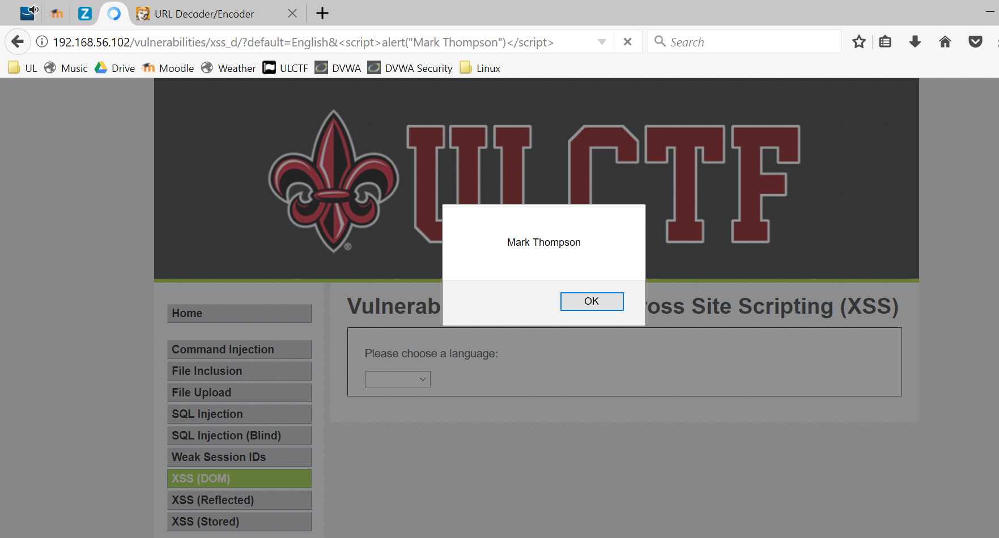 URL Decoder/Encoder
192.168.56.102/vulnerabilities/xss_d/?default=English&<script>alert("Mark Thompson")</script>
Search
UL Music Drive Moodle Weather ULCTF DVWA DVWA Security Linux
ULCTF
®
Mark Thompson
OK
Vulnerab ross Site Scripting (XSS)
Please choose a language:
Home
Command Injection
File Inclusion
File Upload
SQL Injection
SQL Injection (Blind)
Weak Session IDs
XSS (DOM)
XSS (Reflected)
XSS (Stored)